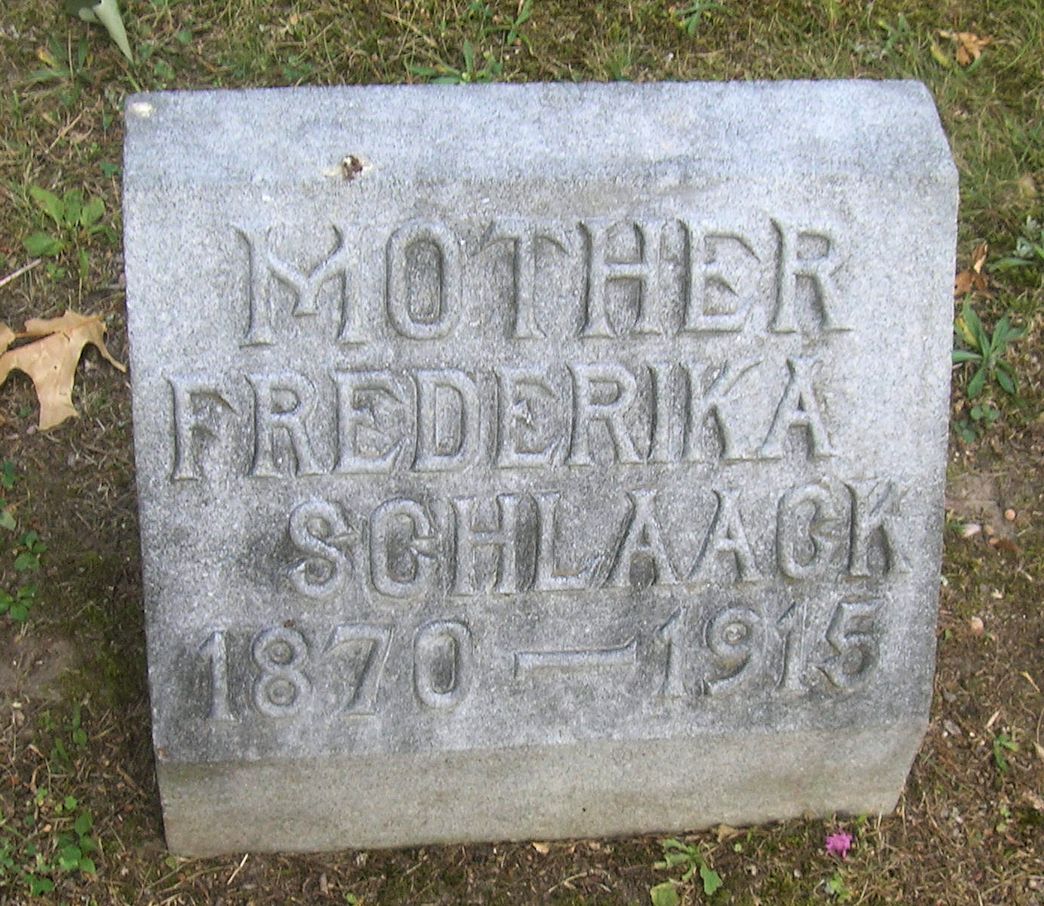 MOTHER
FREDERIKA
SCHLAACK
1870—1915